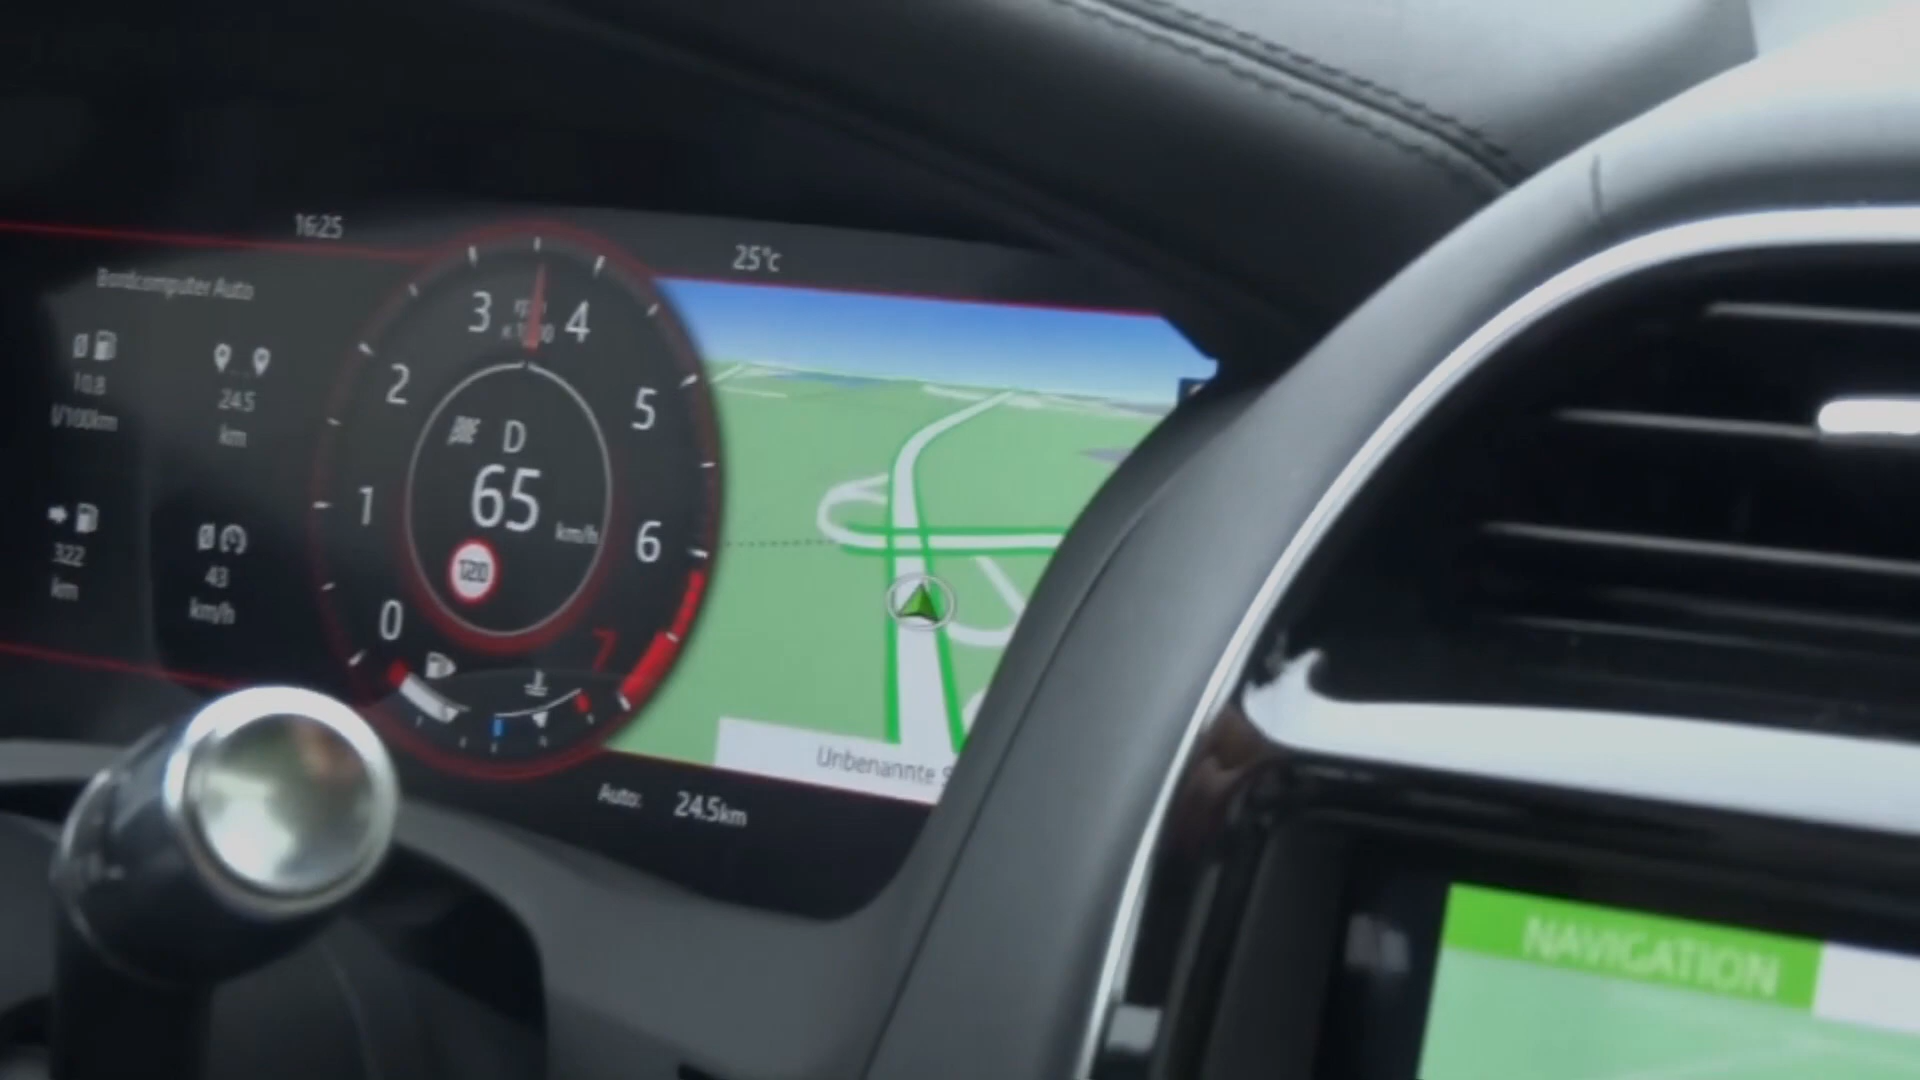 16:25
25°c
Bordcomputer Auto
3
4
2
5
1
6
0
7
Ø
10.8
l/100km
24.5
km
322
km
Ø
43
km/h
D
65
km/h
120
Unbenannte S
Auto:
24.5km
NAVIGATION